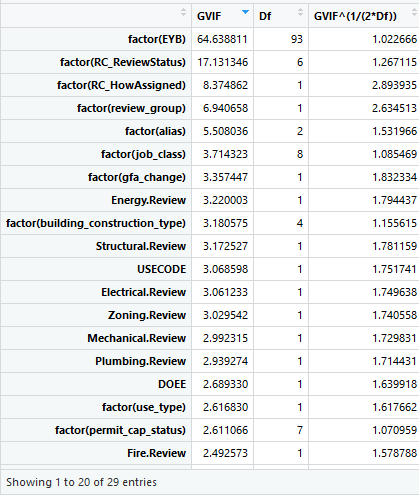 GVIF Df GVIF^(1/(2*Df))
factor(EYB) 64.638811 93 1.022666
factor(RC_ReviewStatus) 17.131346 6 1.267115
factor(RC_HowAssigned) 8.374862 1 2.893935
factor(review_group) 6.940658 1 2.634513
factor(alias) 5.508036 2 1.531966
factor(job_class) 3.714323 8 1.085469
factor(gfa_change) 3.357447 1 1.832334
Energy.Review 3.220003 1 1.794437
factor(building_construction_type) 3.180575 4 1.155615
Structural.Review 3.172527 1 1.781159
USECODE 3.068598 1 1.751741
Electrical.Review 3.061233 1 1.749638
Zoning.Review 3.029542 1 1.740558
Mechanical.Review 2.992315 1 1.729831
Plumbing.Review 2.939274 1 1.714431
DOEE 2.689330 1 1.639918
factor(use_type) 2.616830 1 1.617662
factor(permit_cap_status) 2.611066 7 1.070959
Fire.Review 2.492573 1 1.578788
Showing 1 to 20 of 29 entries